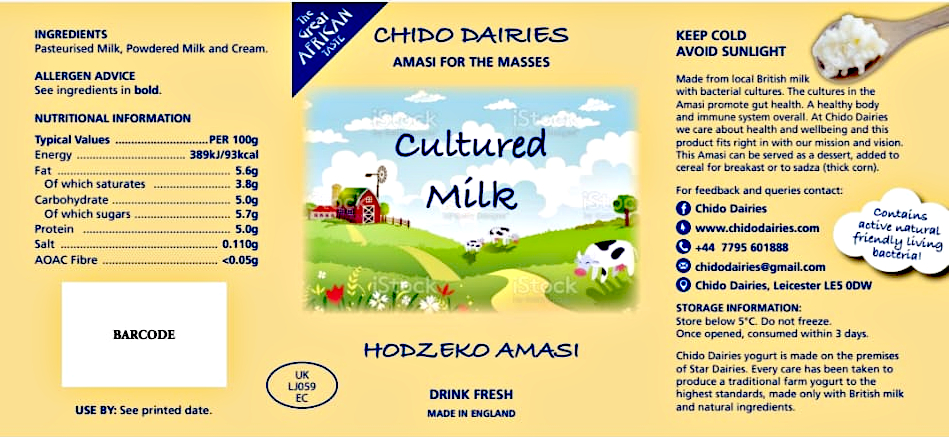 INGREDIENTS
Pasteurised Milk, Powdered Milk and Cream.
ALLERGEN ADVICE
See ingredients in bold.
NUTRITIONAL INFORMATION
Typical Values ............................PER 100g
Energy ................................. 389kJ/93kcal
Fat ..................................................... 5.6g
Of which saturates ........................ 3.8g
Carbohydrate ..................................... 5.0g
Of which sugars ............................. 5.7g
Protein ............................................... 5.0g
Salt ................................................. 0.110g
AOAC Fibre ................................... <0.05g
BARCODE
USE BY: See printed date.
The
Great
AFRICAN
TASTE
CHIDO DAIRIES
AMASI FOR THE MASSES
iStock
iStock
Cultured
Milk
iStock
iStock
iStock
iStock
HODZEKO AMASI
UK
LJ059
EC
DRINK FRESH
MADE IN ENGLAND
KEEP COLD
AVOID SUNLIGHT
Made from local British milk
with bacterial cultures. The cultures in the
Amasi promote gut health. A healthy body
and immune system overall. At Chido Dairies
we care about health and wellbeing and this
product fits right in with our mission and vision.
This Amasi can be served as a dessert, added to
cereal for breakast or to sadza (thick corn).
For feedback and queries contact:
Chido Dairies
www.chidodairies.com
+44 7795 601888
chidodairies@gmail.com
Chido Dairies, Leicester LE5 0DW
Contains
active natural
friendly living
bacteria!
STORAGE INFORMATION:
Store below 5°C. Do not freeze.
Once opened, consumed within 3 days.
Chido Dairies yogurt is made on the premises
of Star Dairies. Every care has been taken to
produce a traditional farm yogurt to the
highest standards, made only with British milk
and natural ingredients.